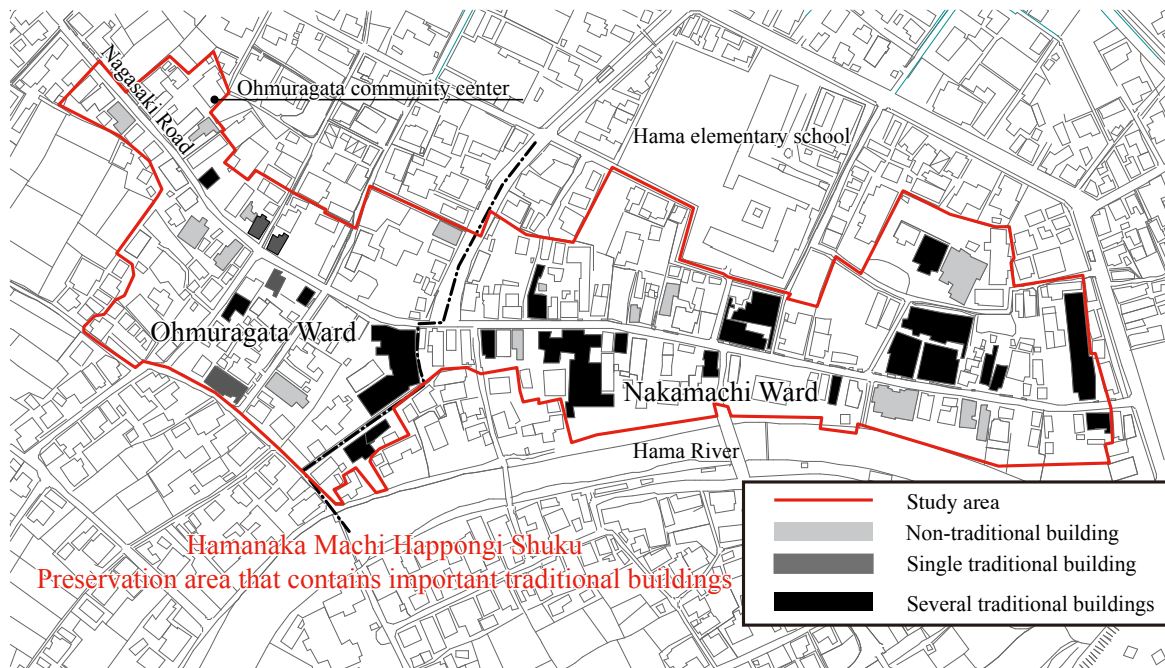 Nagasaki Road
Ohmuragata community center
Hama elementary school
Ohmuragata Ward
Nakamachi Ward
Hama River
Hamanaka Machi Happongi Shuku
Preservation area that contains important traditional buildings
Study area
Non-traditional building
Single traditional building
Several traditional buildings